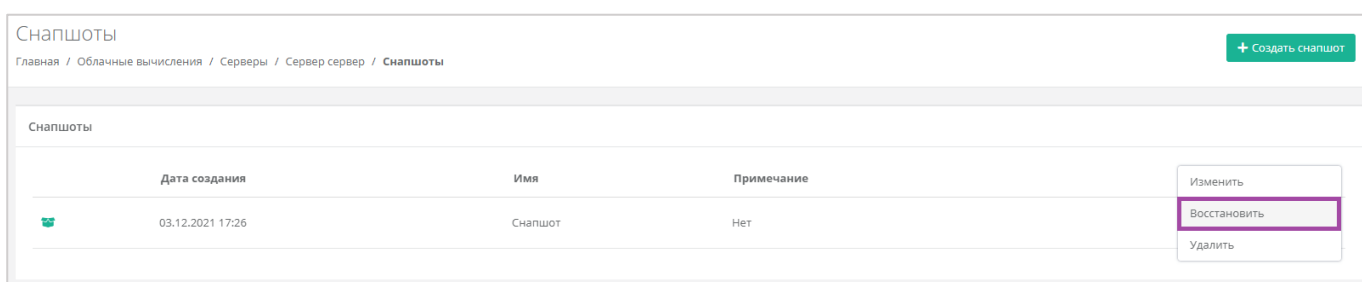 Снапшоты
+ Создать снапшот
Главная / Облачные вычисления / Серверы / Сервер сервер / Снапшоты
Снапшоты
Дата создания Имя Примечание
Изменить
03.12.2021 17:26 Снапшот Нет
Восстановить
Удалить